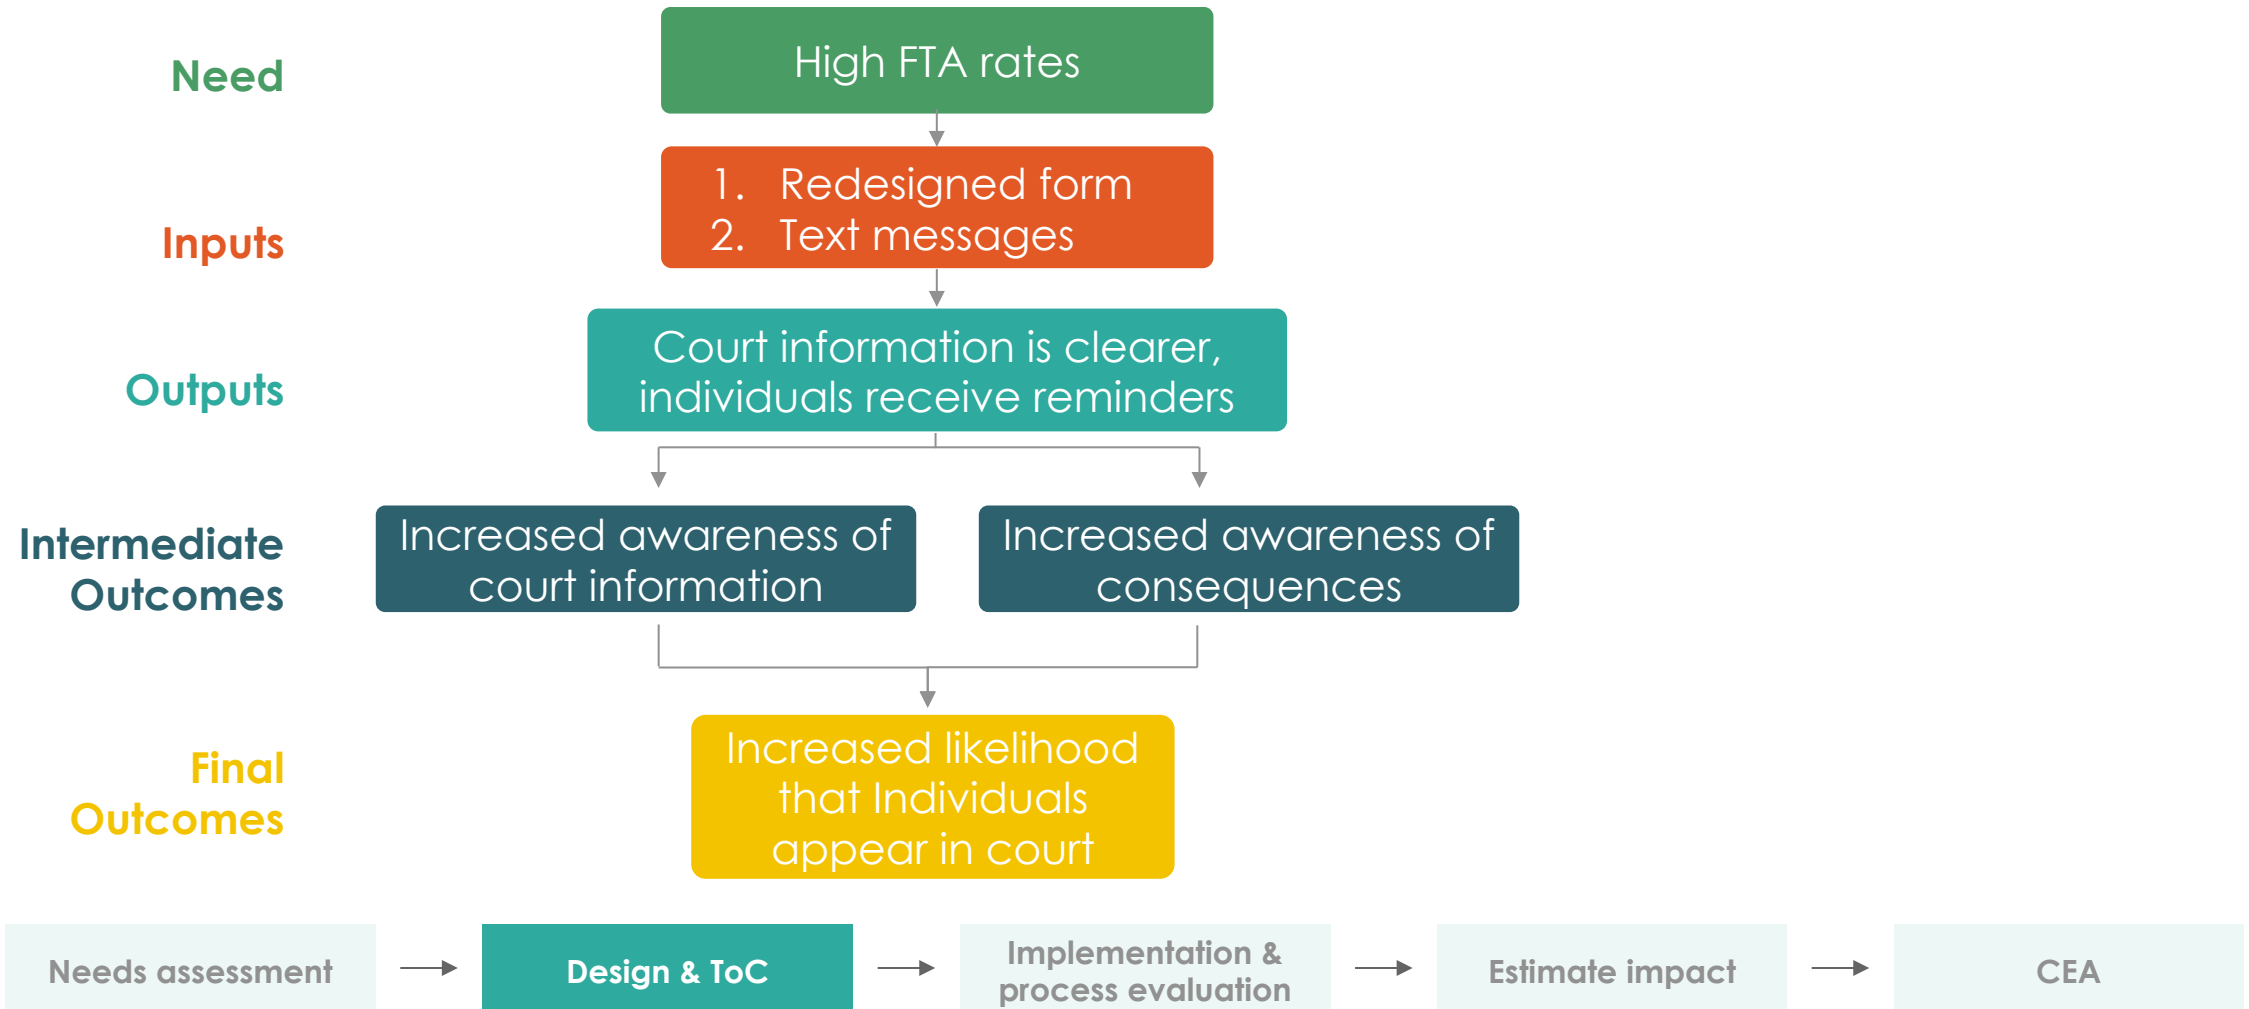 Need
High FTA rates
Inputs
1. Redesigned form
2. Text messages
Outputs
Court information is clearer,
individuals receive reminders
Intermediate
Outcomes
Increased awareness of
court information
Increased awareness of
consequences
Final
Outcomes
Increased likelihood
that Individuals
appear in court
Needs assessment
Design & ToC
Implementation &
process evaluation
Estimate impact
CEA